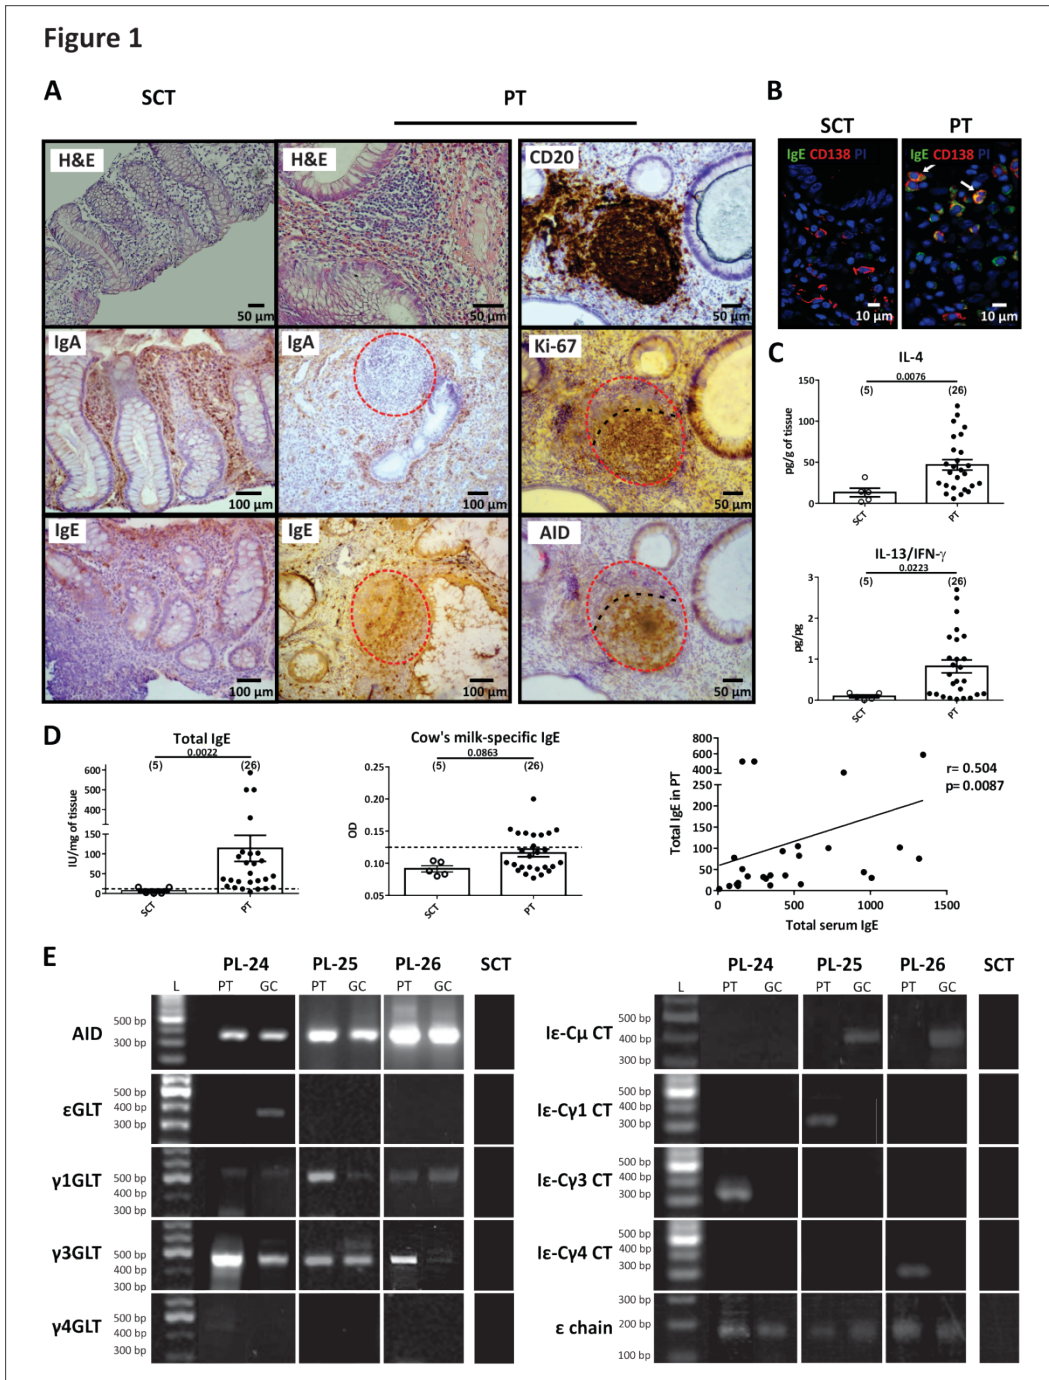 Figure 1
A
SCT
PT
H&E
50 µm
H&E
50 µm
CD20
50 µm
IgA
100 µm
IgA
100 µm
Ki-67
50 µm
IgE
100 µm
IgE
100 µm
AID
50 µm
B
SCT
PT
IgE CD138 PI
IgE CD138 PI
10 µm
10 µm
C
IL-4
0.0076
(5)
(26)
pg/g of tissue
150
100
50
0
SCT
PT
IL-13/IFN-γ
0.0223
(5)
(26)
pg/pg
3
2
1
0
SCT
PT
D
Total IgE
0.0022
(5)
(26)
IU/mg of tissue
600
500
400
300
200
150
100
50
0
SCT
PT
Cow's milk-specific IgE
0.0863
(5)
(26)
OD
0.25
0.20
0.15
0.10
0.05
SCT
PT
Total IgE in PT
800
600
400
200
200
150
100
50
0
0
500
1000
1500
Total serum IgE
r= 0.504
p= 0.0087
E
PL-24
PL-25
PL-26
SCT
L
PT
GC
PT
GC
PT
GC
AID
500 bp
300 bp
εGLT
500 bp
400 bp
300 bp
γ1GLT
500 bp
400 bp
300 bp
γ3GLT
500 bp
400 bp
300 bp
γ4GLT
500 bp
400 bp
300 bp
PL-24
PL-25
PL-26
SCT
L
PT
GC
PT
GC
PT
GC
Iε-Cµ CT
500 bp
400 bp
300 bp
Iε-Cγ1 CT
500 bp
400 bp
300 bp
Iε-Cγ3 CT
500 bp
400 bp
300 bp
Iε-Cγ4 CT
500 bp
400 bp
300 bp
ε chain
300 bp
200 bp
100 bp